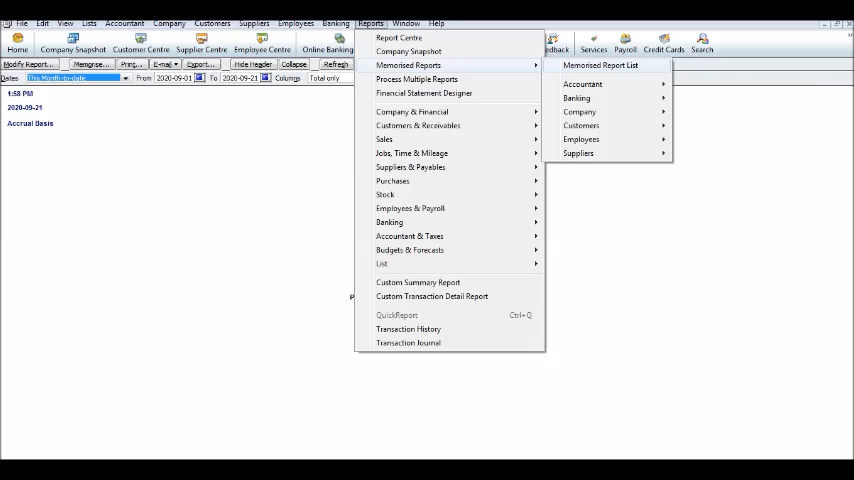 File Edit View Lists Accountant Company Customers Suppliers Employees Banking Reports Window Help
Home Company Snapshot Customer Centre Supplier Centre Employee Centre Online Banking Services Payroll Credit Cards Search
Modify Report... Memorise... Print... E-mail Export... Hide Header Collapse Refresh
Dates This Month-to-date From 2020-09-01 To 2020-09-21 Columns Total only
1:58 PM
2020-09-21
Accrual Basis
Report Centre
Company Snapshot
Memorised Reports
Process Multiple Reports
Financial Statement Designer
Company & Financial
Customers & Receivables
Sales
Jobs, Time & Mileage
Suppliers & Payables
Purchases
Stock
Employees & Payroll
Banking
Accountant & Taxes
Budgets & Forecasts
List
Custom Summary Report
Custom Transaction Detail Report
QuickReport Ctrl+Q
Transaction History
Transaction Journal
Memorised Report List
Accountant
Banking
Company
Customers
Employees
Suppliers